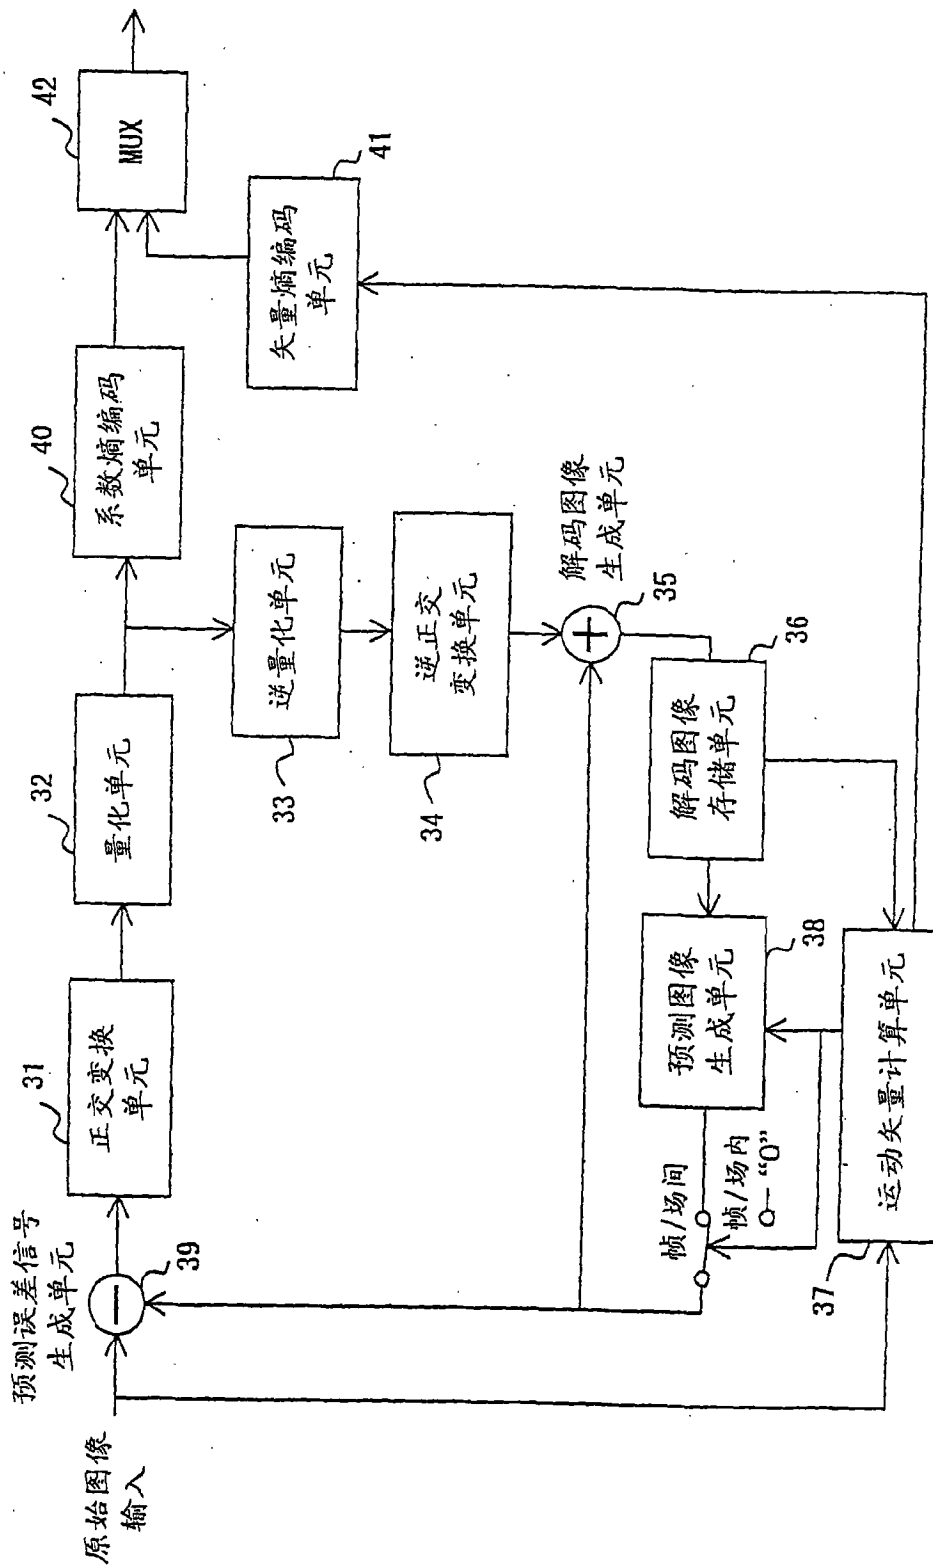 原始图像
输入
预测误差信号
生成单元
39
31
正交变换
单元
32
量化单元
40
系数熵编码
单元
42
MUX
41
矢量熵编码
单元
33
逆量化单元
34
逆正交
变换单元
解码图像
生成单元
35
36
解码图像
存储单元
38
预测图像
生成单元
帧/场间
帧/场内
“0”
37
运动矢量计算单元